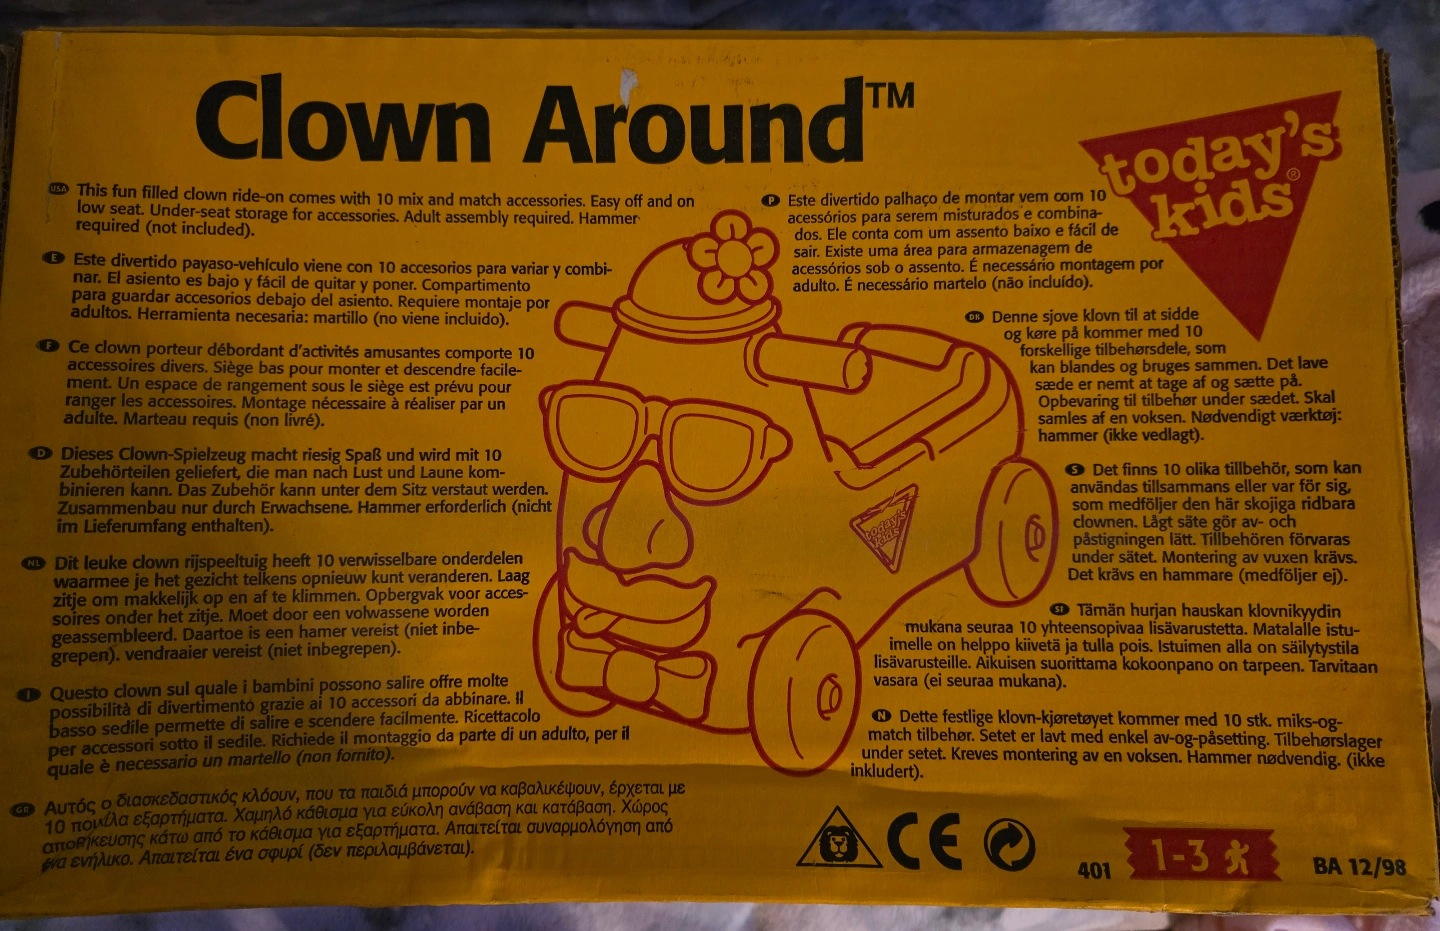 Clown Around™
today's
kids®
USA This fun filled clown ride-on comes with 10 mix and match accessories. Easy off and on
low seat. Under-seat storage for accessories. Adult assembly required. Hammer
required (not included).
E Este divertido payaso-vehículo viene con 10 accesorios para variar y combi-
nar. El asiento es bajo y fácil de quitar y poner. Compartimento
para guardar accesorios debajo del asiento. Requiere montaje por
adultos. Herramienta necesaria: martillo (no viene incluido).
F Ce clown porteur débordant d'activités amusantes comporte 10
accessoires divers. Siège bas pour monter et descendre facile-
ment. Un espace de rangement sous le siège est prévu pour
ranger les accessoires. Montage nécessaire à réaliser par un
adulte. Marteau requis (non livré).
D Dieses Clown-Spielzeug macht riesig Spaß und wird mit 10
Zubehörteilen geliefert, die man nach Lust und Laune kom-
binieren kann. Das Zubehör kann unter dem Sitz verstaut werden.
Zusammenbau nur durch Erwachsene. Hammer erforderlich (nicht
im Lieferumfang enthalten).
NL Dit leuke clown rijspeeltuig heeft 10 verwisselbare onderdelen
waarmee je het gezicht telkens opnieuw kunt veranderen. Laag
zitje om makkelijk op en af te klimmen. Opbergvak voor acces-
soires onder het zitje. Moet door een volwassene worden
geassembleerd. Daartoe is een hamer vereist (niet inbe-
grepen). vendraaier vereist (niet inbegrepen).
I Questo clown sul quale i bambini possono salire offre molte
possibilità di divertimento grazie ai 10 accessori da abbinare. Il
basso sedile permette di salire e scendere facilmente. Ricettacolo
per accessori sotto il sedile. Richiede il montaggio da parte di un adulto, per il
quale è necessario un martello (non fornito).
GR Αυτός ο διασκεδαστικός κλόουν, που τα παιδιά μπορούν να καβαλικέψουν, έρχεται με
10 ποικίλα εξαρτήματα. Χαμηλό κάθισμα για εύκολη ανάβαση και κατάβαση. Χώρος
αποθήκευσης κάτω από το κάθισμα για εξαρτήματα. Απαιτείται συναρμολόγηση από
ένα ενήλικο. Απαιτείται ένα σφυρί (δεν περιλαμβάνεται).
P Este divertido palhaço de montar vem com 10
acessórios para serem misturados e combina-
dos. Ele conta com um assento baixo e fácil de
sair. Existe uma área para armazenagem de
acessórios sob o assento. É necessário montagem por
adulto. É necessário martelo (não incluído).
DK Denne sjove klovn til at sidde
og køre på kommer med 10
forskellige tilbehørsdele, som
kan blandes og bruges sammen. Det lave
sæde er nemt at tage af og sætte på.
Opbevaring til tilbehør under sædet. Skal
samles af en voksen. Nødvendigt værktøj:
hammer (ikke vedlagt).
S Det finns 10 olika tillbehör, som kan
användas tillsammans eller var för sig,
som medföljer den här skojiga ridbara
clownen. Lågt säte gör av- och
påstigningen lätt. Tillbehören förvaras
under sätet. Montering av vuxen krävs.
Det krävs en hammare (medföljer ej).
SF Tämän hurjan hauskan klovnikyydin
mukana seuraa 10 yhteensopivaa lisävarustetta. Matalalle istu-
imelle on helppo kiivetä ja tulla pois. Istuimen alla on säilytystila
lisävarusteille. Aikuisen suorittama kokoonpano on tarpeen. Tarvitaan
vasara (ei seuraa mukana).
N Dette festlige klovn-kjøretøyet kommer med 10 stk. miks-og-
match tilbehør. Setet er lavt med enkel av-og-påsetting. Tilbehørslager
under setet. Kreves montering av en voksen. Hammer nødvendig. (ikke
inkludert).
today's
kids
CE
401
1-3
BA 12/98